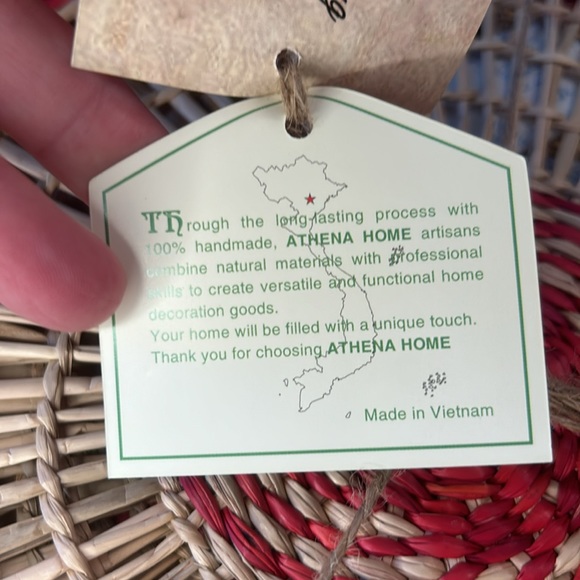 Through the long-lasting process with
100% handmade, ATHENA HOME artisans
combine natural materials with professional
skills to create versatile and functional home
decoration goods.
Your home will be filled with a unique touch.
Thank you for choosing ATHENA HOME
Made in Vietnam